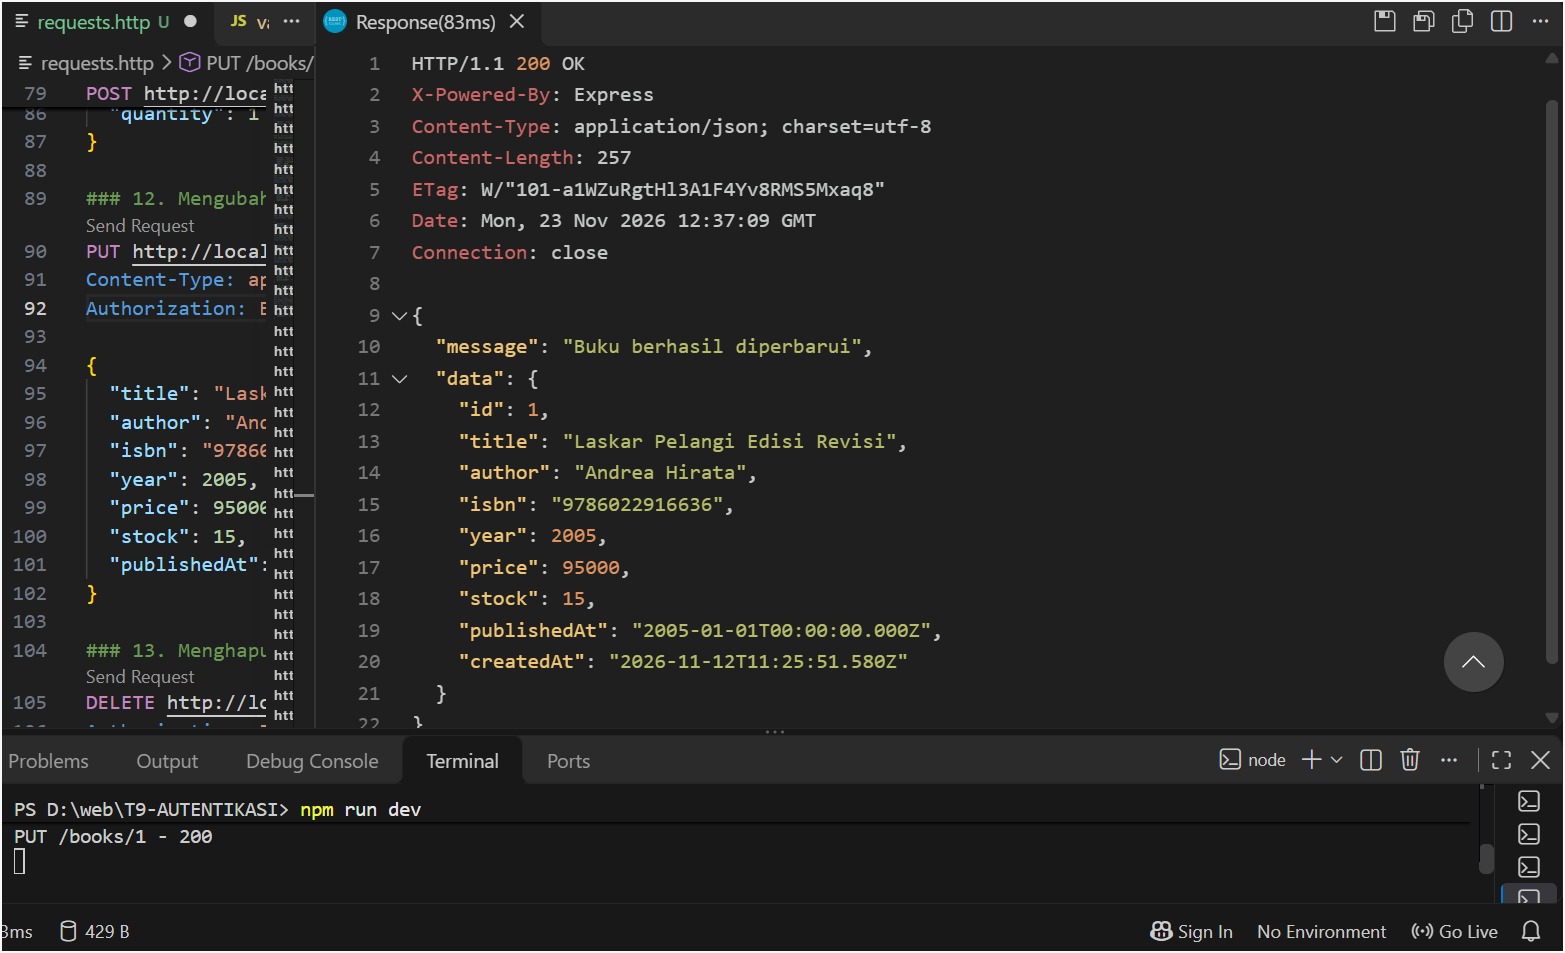 requests.http U
JS va
Response(83ms)
requests.http > PUT /books/
79 POST http://loca
86 "quantity": 1
87 }
88
89 ### 12. Mengubah
Send Request
90 PUT http://local
91 Content-Type: ap
92 Authorization: B
93
94 {
95 "title": "Lask
96 "author": "And
97 "isbn": "97860
98 "year": 2005,
99 "price": 95000
100 "stock": 15,
101 "publishedAt":
102 }
103
104 ### 13. Menghapu
Send Request
105 DELETE http://lo
1 HTTP/1.1 200 OK
2 X-Powered-By: Express
3 Content-Type: application/json; charset=utf-8
4 Content-Length: 257
5 ETag: W/"101-a1WZuRgtHl3A1F4Yv8RMS5Mxaq8"
6 Date: Mon, 23 Nov 2026 12:37:09 GMT
7 Connection: close
8
9 {
10 "message": "Buku berhasil diperbarui",
11 "data": {
12 "id": 1,
13 "title": "Laskar Pelangi Edisi Revisi",
14 "author": "Andrea Hirata",
15 "isbn": "9786022916636",
16 "year": 2005,
17 "price": 95000,
18 "stock": 15,
19 "publishedAt": "2005-01-01T00:00:00.000Z",
20 "createdAt": "2026-11-12T11:25:51.580Z"
21 }
22 }
Problems Output Debug Console Terminal Ports
node
PS D:\web\T9-AUTENTIKASI> npm run dev
PUT /books/1 - 200
3ms 429 B
Sign In No Environment Go Live